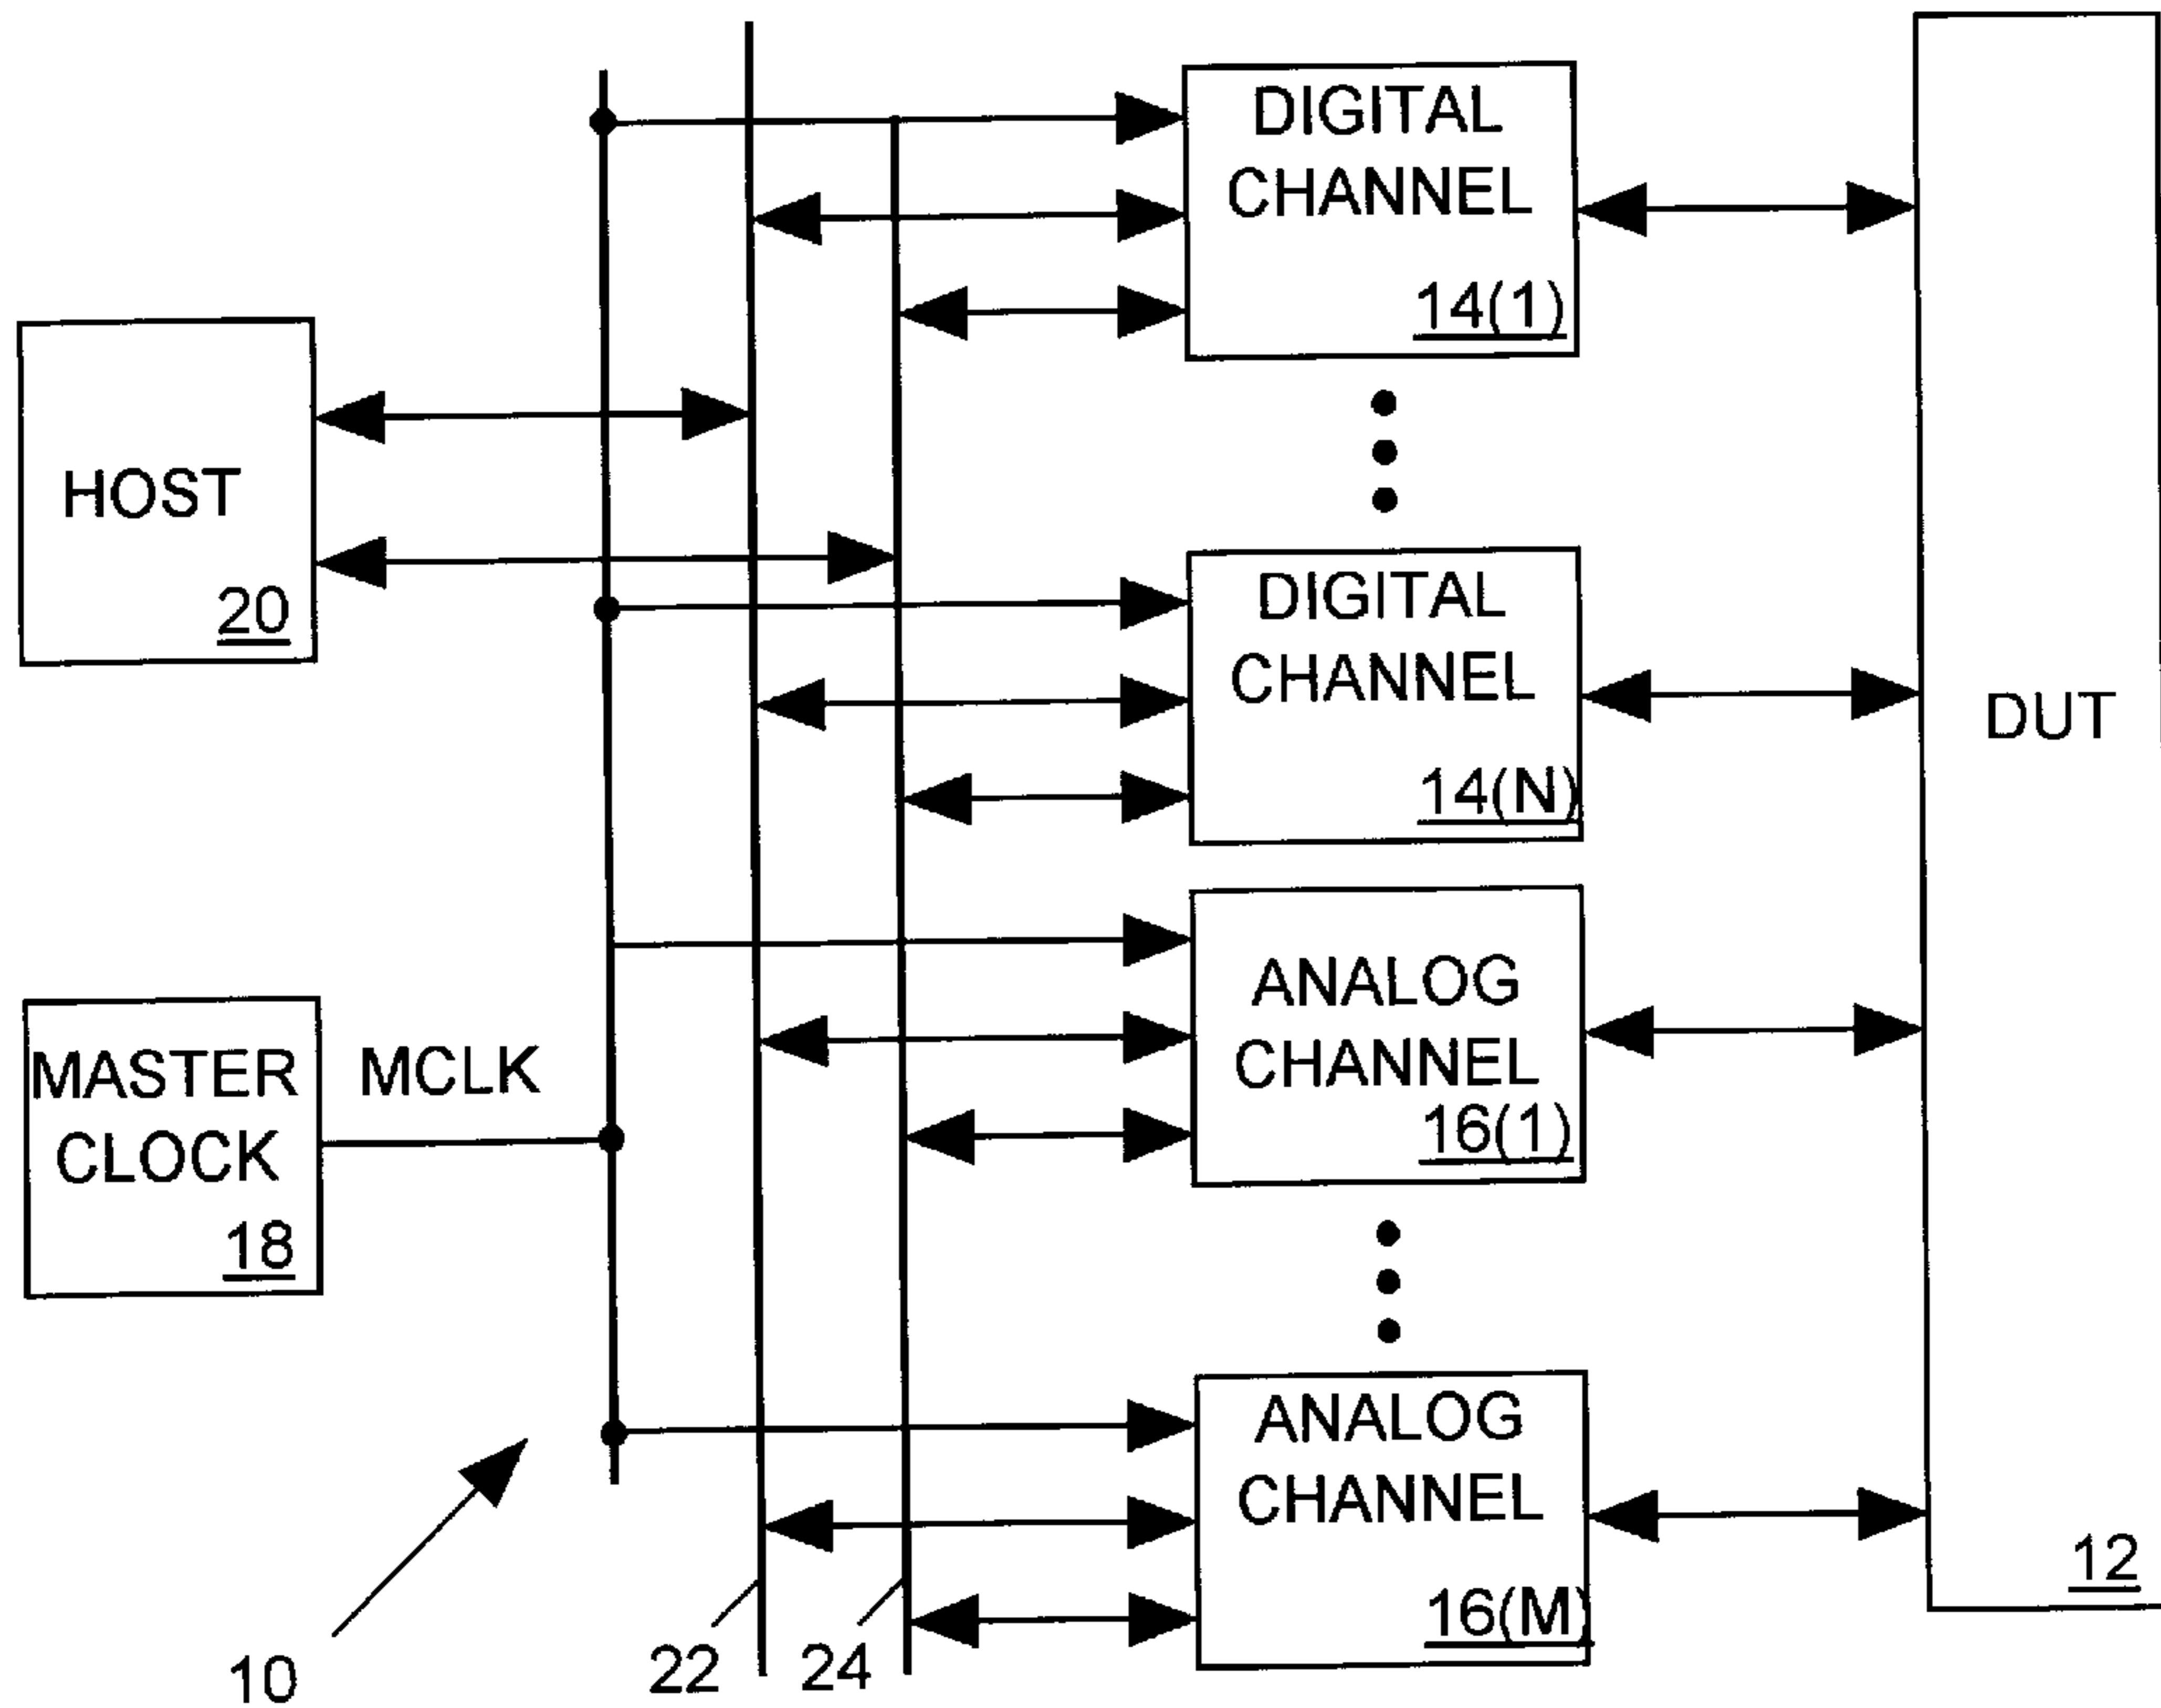 DIGITAL
CHANNEL
14(1)
HOST
20
DIGITAL
CHANNEL
14(N)
DUT
12
MASTER
CLOCK
18
MCLK
ANALOG
CHANNEL
16(1)
ANALOG
CHANNEL
16(M)
10
22
24